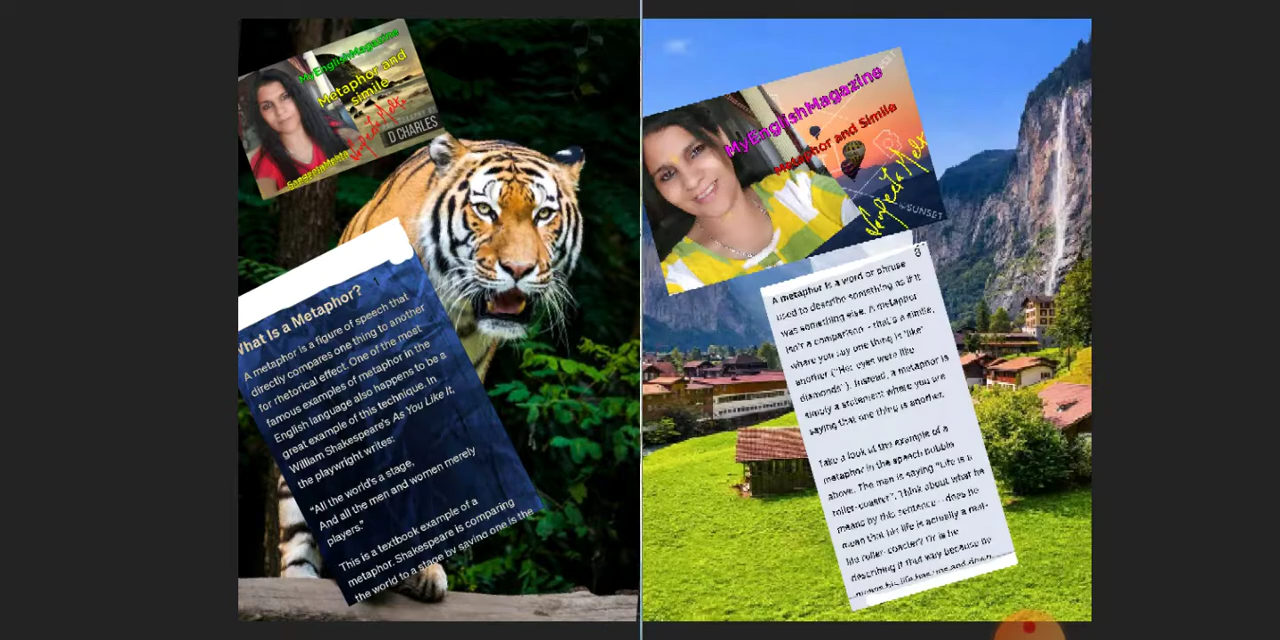 MyEnglishMagazine
Metaphor and
simile
D CHARLES
SangeetaMehta
What Is a Metaphor?
A metaphor is a figure of speech that
directly compares one thing to another
for rhetorical effect. One of the most
famous examples of metaphor in the
English language also happens to be a
great example of this technique. In
William Shakespeare's As You Like It,
the playwright writes:
"All the world's a stage,
And all the men and women merely
players."
This is a textbook example of a
metaphor. Shakespeare is comparing
the world to a stage by saying one is the
MyEnglishMagazine
Metaphor and Simile
SUNSET
A metaphor is a word or phrase
used to describe something as if it
was something else. A metaphor
isn't a comparison - that's a simile,
where you say one thing is 'like'
another ("Her eyes were like
diamonds"). Instead, a metaphor is
simply a statement where you are
saying that one thing is another.
Take a look at the example of a
metaphor in the speech bubble
above. The man is saying "Life is a
roller-coaster". Think about what he
means by this sentence - does he
mean that his life is actually a real-
life roller-coaster? Or is he
describing it that way because he
means his life has